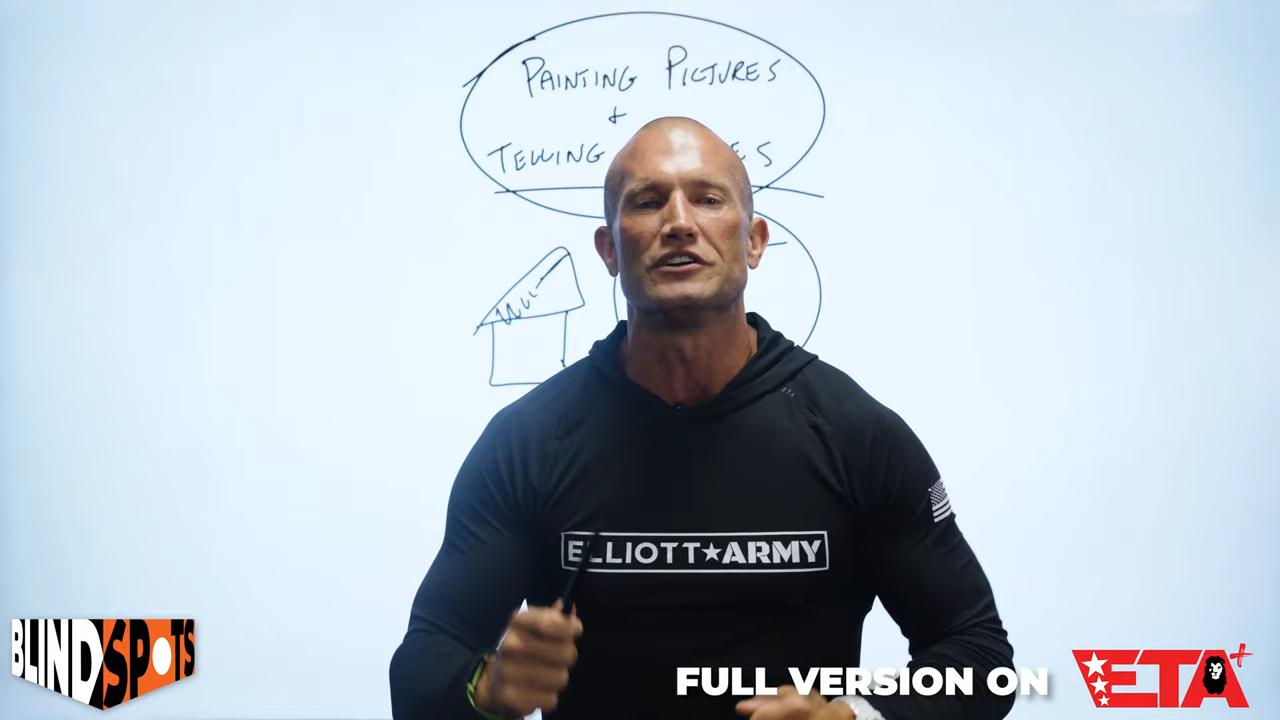 PAINTING PICTURES
+
TELLING
ELLIOTT★ARMY
BLINDSPOTS
FULL VERSION ON ETA+